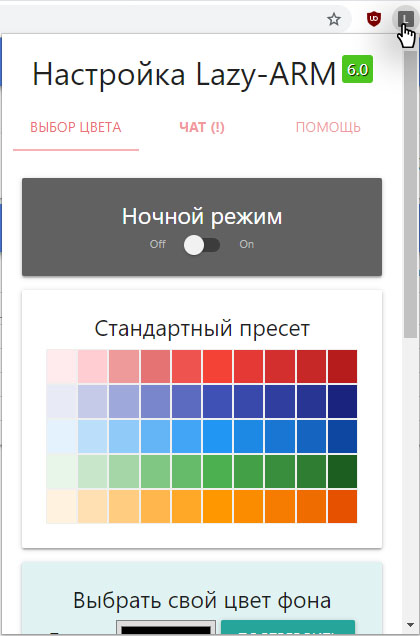 L
Настройка Lazy-ARM 6.0
ВЫБОР ЦВЕТА ЧАТ (!) ПОМОЩЬ
Ночной режим
Off On
Стандартный пресет
Выбрать свой цвет фона